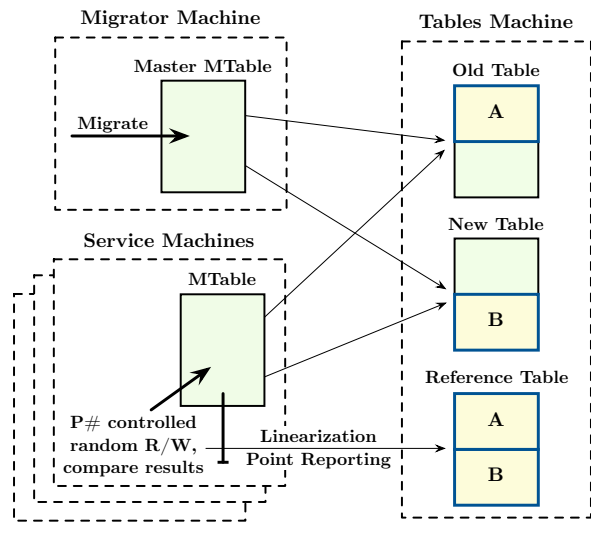 Migrator Machine
Master MTable
Migrate
Service Machines
MTable
P# controlled
random R/W,
compare results
Linearization
Point Reporting
Tables Machine
Old Table
A
New Table
B
Reference Table
A
B